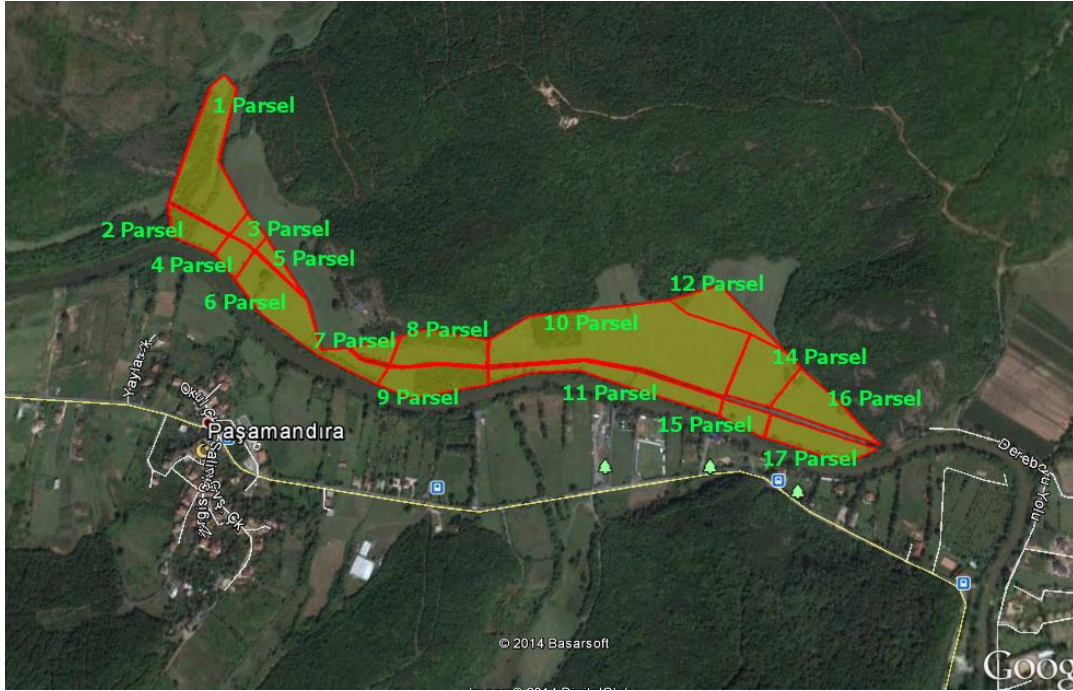 1 Parsel
2 Parsel
3 Parsel
4 Parsel
5 Parsel
6 Parsel
7 Parsel
8 Parsel
9 Parsel
10 Parsel
11 Parsel
12 Parsel
14 Parsel
15 Parsel
16 Parsel
17 Parsel
Paşamandıra
Derebcu Yolu
© 2014 Basarsoft
Goog